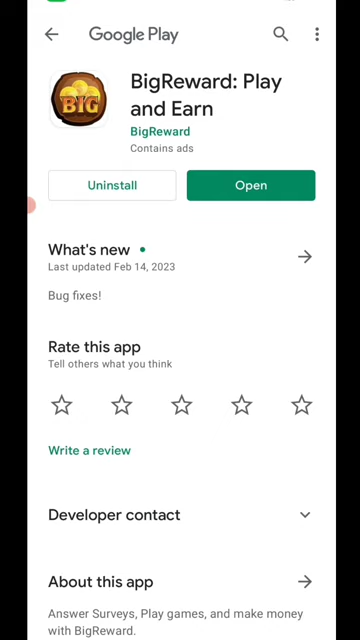 Google Play
BIG
BigReward: Play
and Earn
BigReward
Contains ads
Uninstall
Open
What's new
Last updated Feb 14, 2023
Bug fixes!
Rate this app
Tell others what you think
Write a review
Developer contact
About this app
Answer Surveys, Play games, and make money
with BigReward.